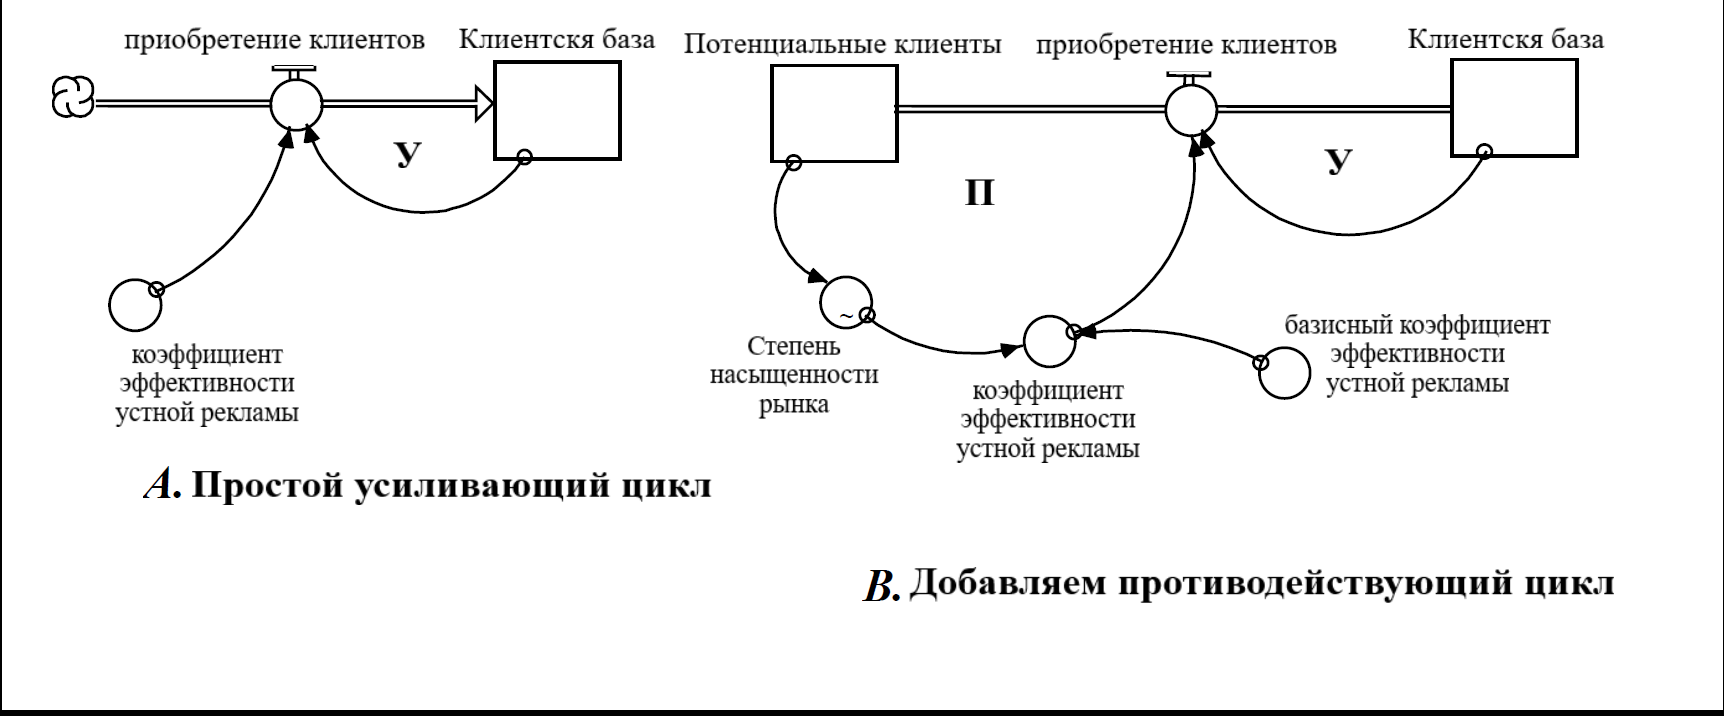 приобретение клиентов
Клиентскя база
У
коэффициент
эффективности
устной рекламы
A. Простой усиливающий цикл
Потенциальные клиенты
приобретение клиентов
Клиентскя база
П
У
~
Степень
насыщенности
рынка
коэффициент
эффективности
устной рекламы
базисный коэффициент
эффективности
устной рекламы
B. Добавляем противодействующий цикл